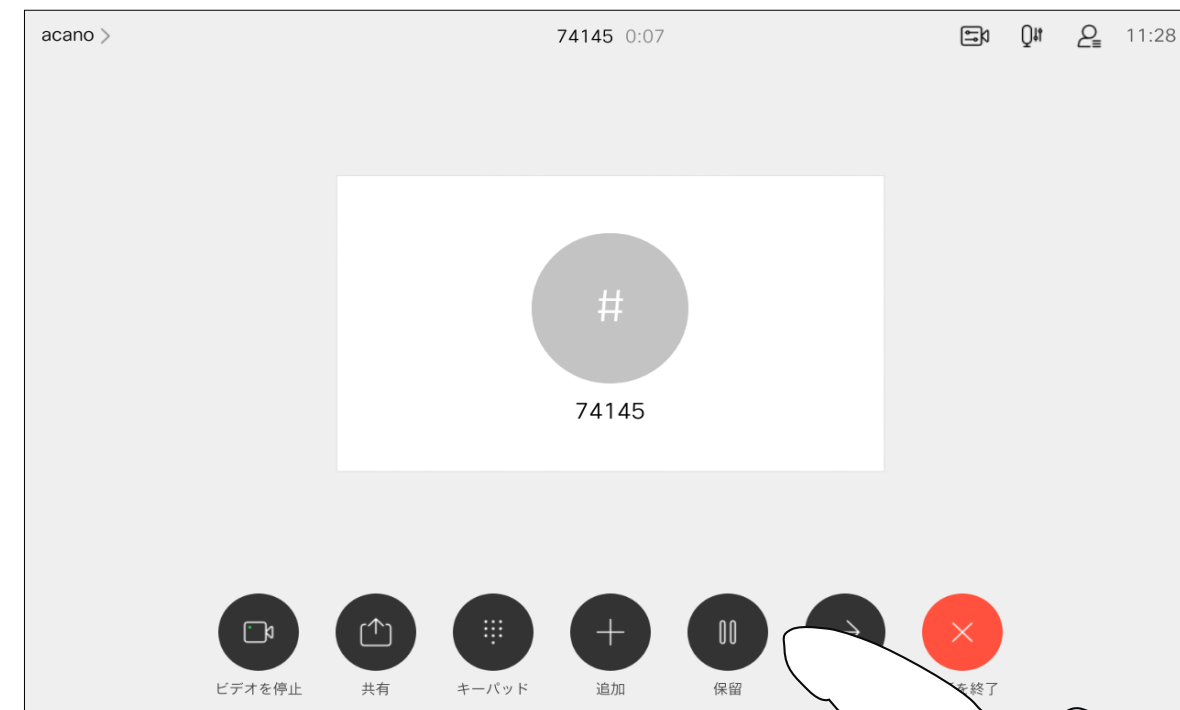 acano
74145 0:07
11:28
#
74145
ビデオを停止
共有
キーパッド
追加
保留
を終了